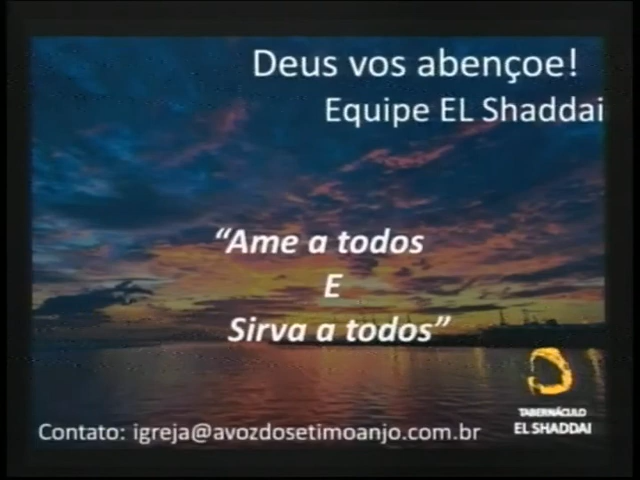 Deus vos abençoe!
Equipe EL Shaddai
“Ame a todos
E
Sirva a todos”
TABERNÁCULO
EL SHADDAI
Contato: igreja@avozdosetimoanjo.com.br